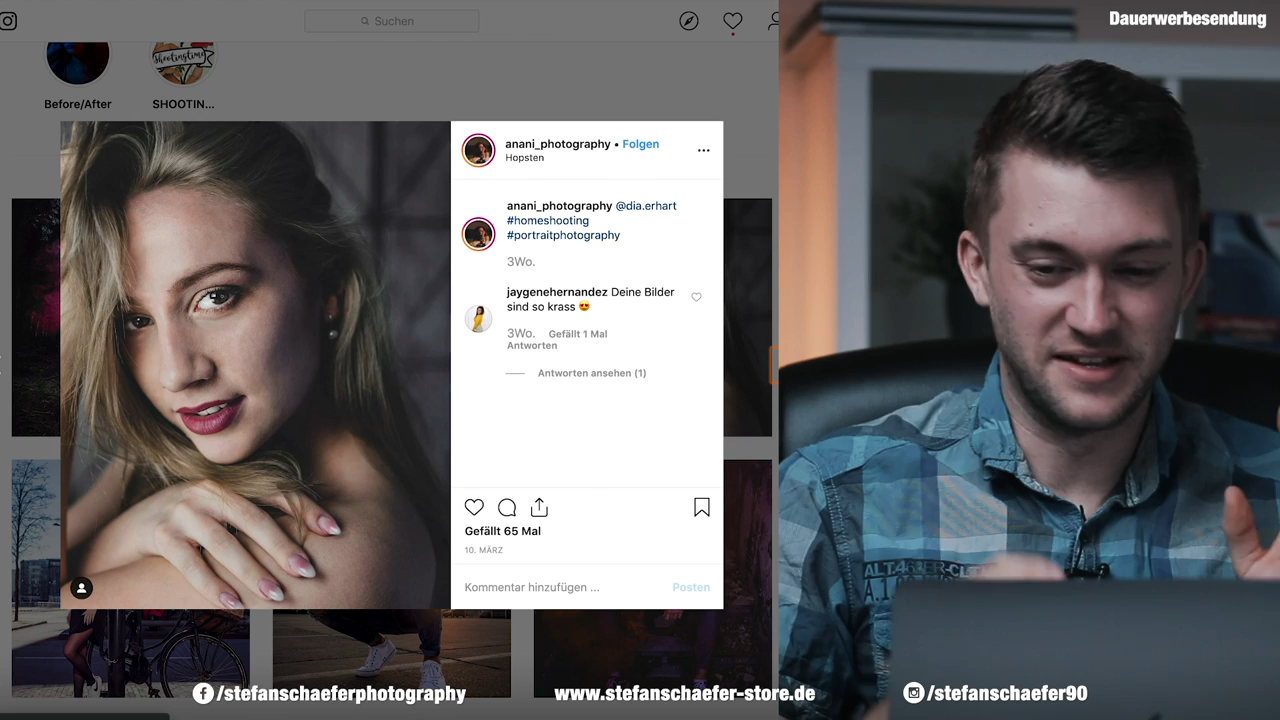 Suchen
Dauerwerbesendung
Before/After
SHOOTIN...
shootingstime
anani_photography • Folgen
Hopsten
anani_photography @dia.erhart
#homeshooting
#portraitphotography
3Wo.
jaygenehernandez Deine Bilder
sind so krass 😍
3Wo. Gefällt 1 Mal
Antworten
Antworten ansehen (1)
Gefällt 65 Mal
10. MÄRZ
Kommentar hinzufügen ...
Posten
/stefanschaeferphotography
www.stefanschaefer-store.de
/stefanschaefer90